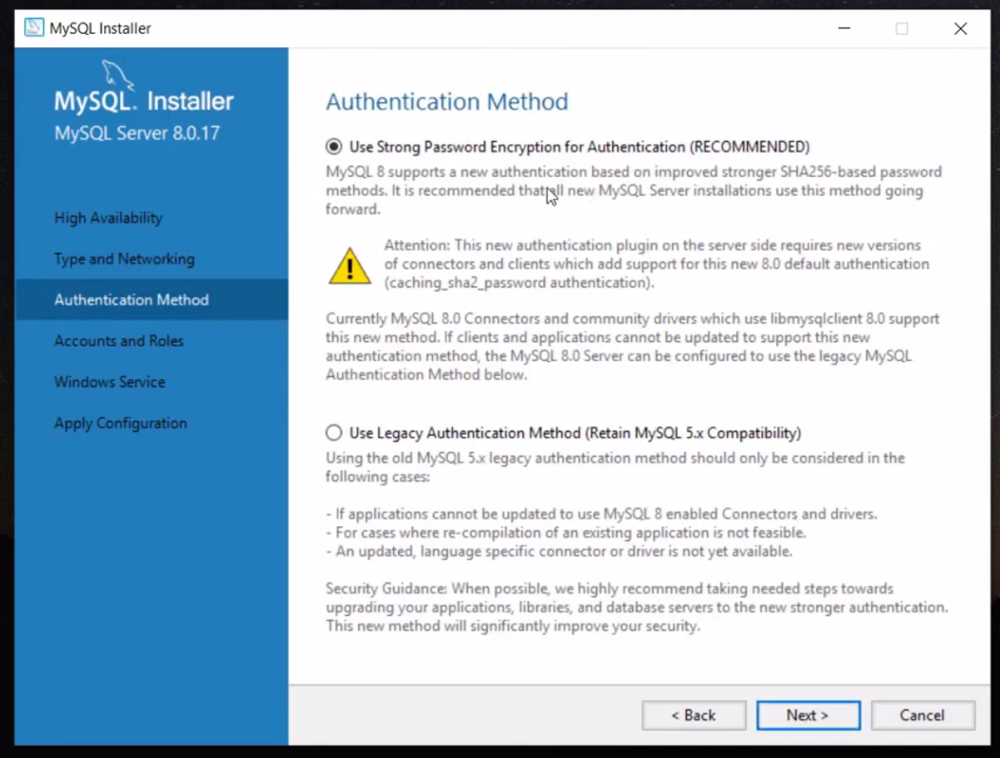 MySQL Installer
MySQL. Installer
MySQL Server 8.0.17
High Availability
Type and Networking
Authentication Method
Accounts and Roles
Windows Service
Apply Configuration
Authentication Method
Use Strong Password Encryption for Authentication (RECOMMENDED)
MySQL 8 supports a new authentication based on improved stronger SHA256-based password
methods. It is recommended that all new MySQL Server installations use this method going
forward.
Attention: This new authentication plugin on the server side requires new versions
of connectors and clients which add support for this new 8.0 default authentication
(caching_sha2_password authentication).
Currently MySQL 8.0 Connectors and community drivers which use libmysqlclient 8.0 support
this new method. If clients and applications cannot be updated to support this new
authentication method, the MySQL 8.0 Server can be configured to use the legacy MySQL
Authentication Method below.
Use Legacy Authentication Method (Retain MySQL 5.x Compatibility)
Using the old MySQL 5.x legacy authentication method should only be considered in the
following cases:
- If applications cannot be updated to use MySQL 8 enabled Connectors and drivers.
- For cases where re-compilation of an existing application is not feasible.
- An updated, language specific connector or driver is not yet available.
Security Guidance: When possible, we highly recommend taking needed steps towards
upgrading your applications, libraries, and database servers to the new stronger authentication.
This new method will significantly improve your security.
< Back
Next >
Cancel